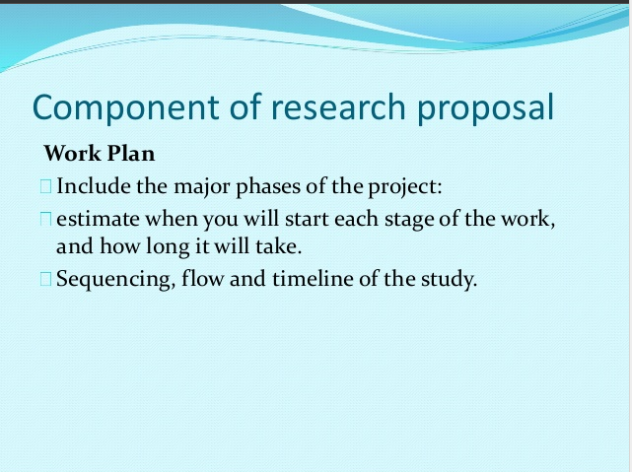 Component of research proposal
Work Plan
Include the major phases of the project:
estimate when you will start each stage of the work,
and how long it will take.
Sequencing, flow and timeline of the study.